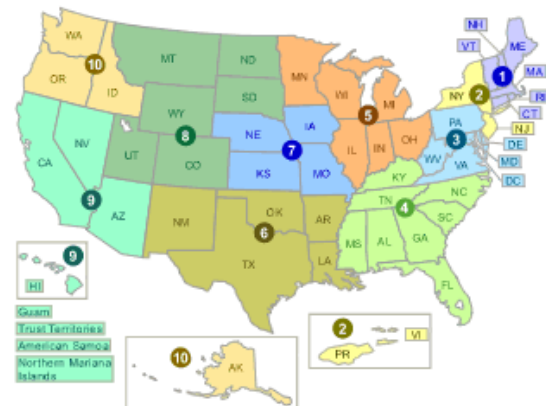 NH
WA
VT
ME
MT
ND
MN
10
OR
ID
MA
1
WI
NY
2
RI
SD
MI
CT
WY
5
NJ
PA
8
NE
IA
3
DE
NV
7
IL
IN
OH
MD
UT
CO
WV
VA
CA
KS
MO
DC
KY
NC
TN
9
4
AZ
OK
AR
SC
NM
6
MS
AL
GA
TX
LA
9
FL
HI
Guam
Trust Territories
American Samoa
Northern Mariana
Islands
10
AK
2
VI
PR